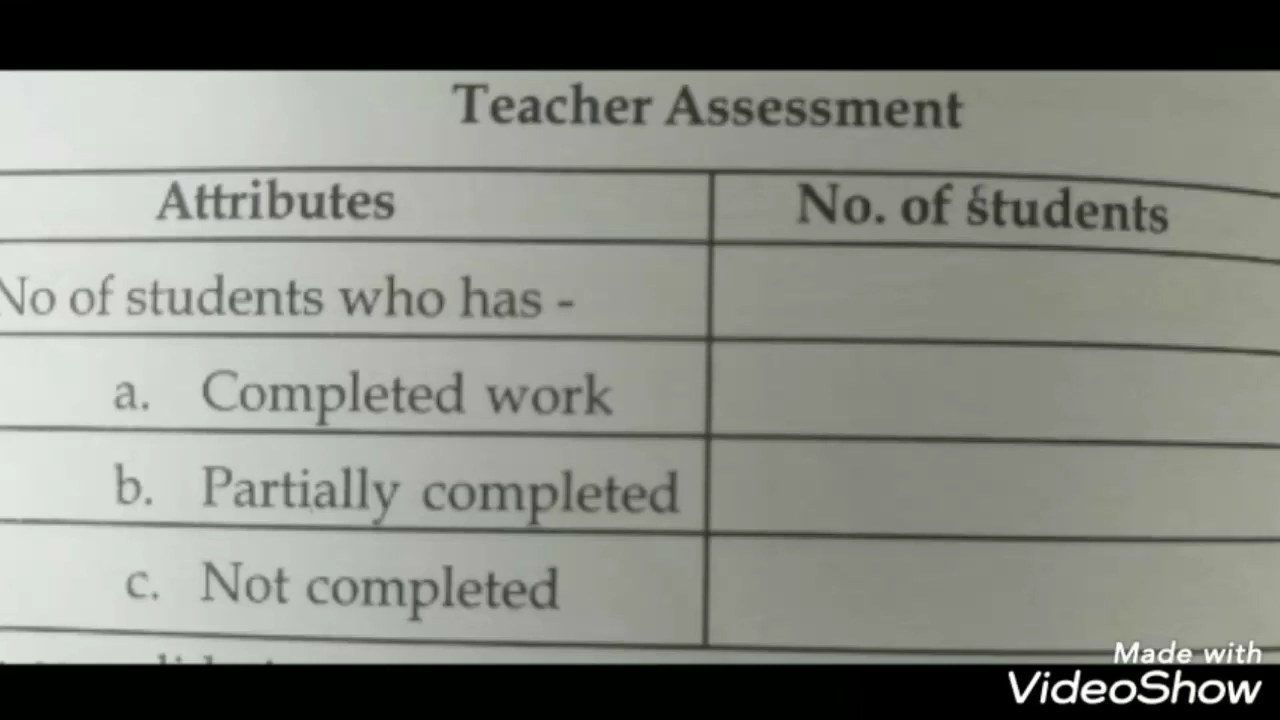 Teacher Assessment
Attributes
No. of students
No of students who has -
a. Completed work
b. Partially completed
c. Not completed
Made with
VideoShow